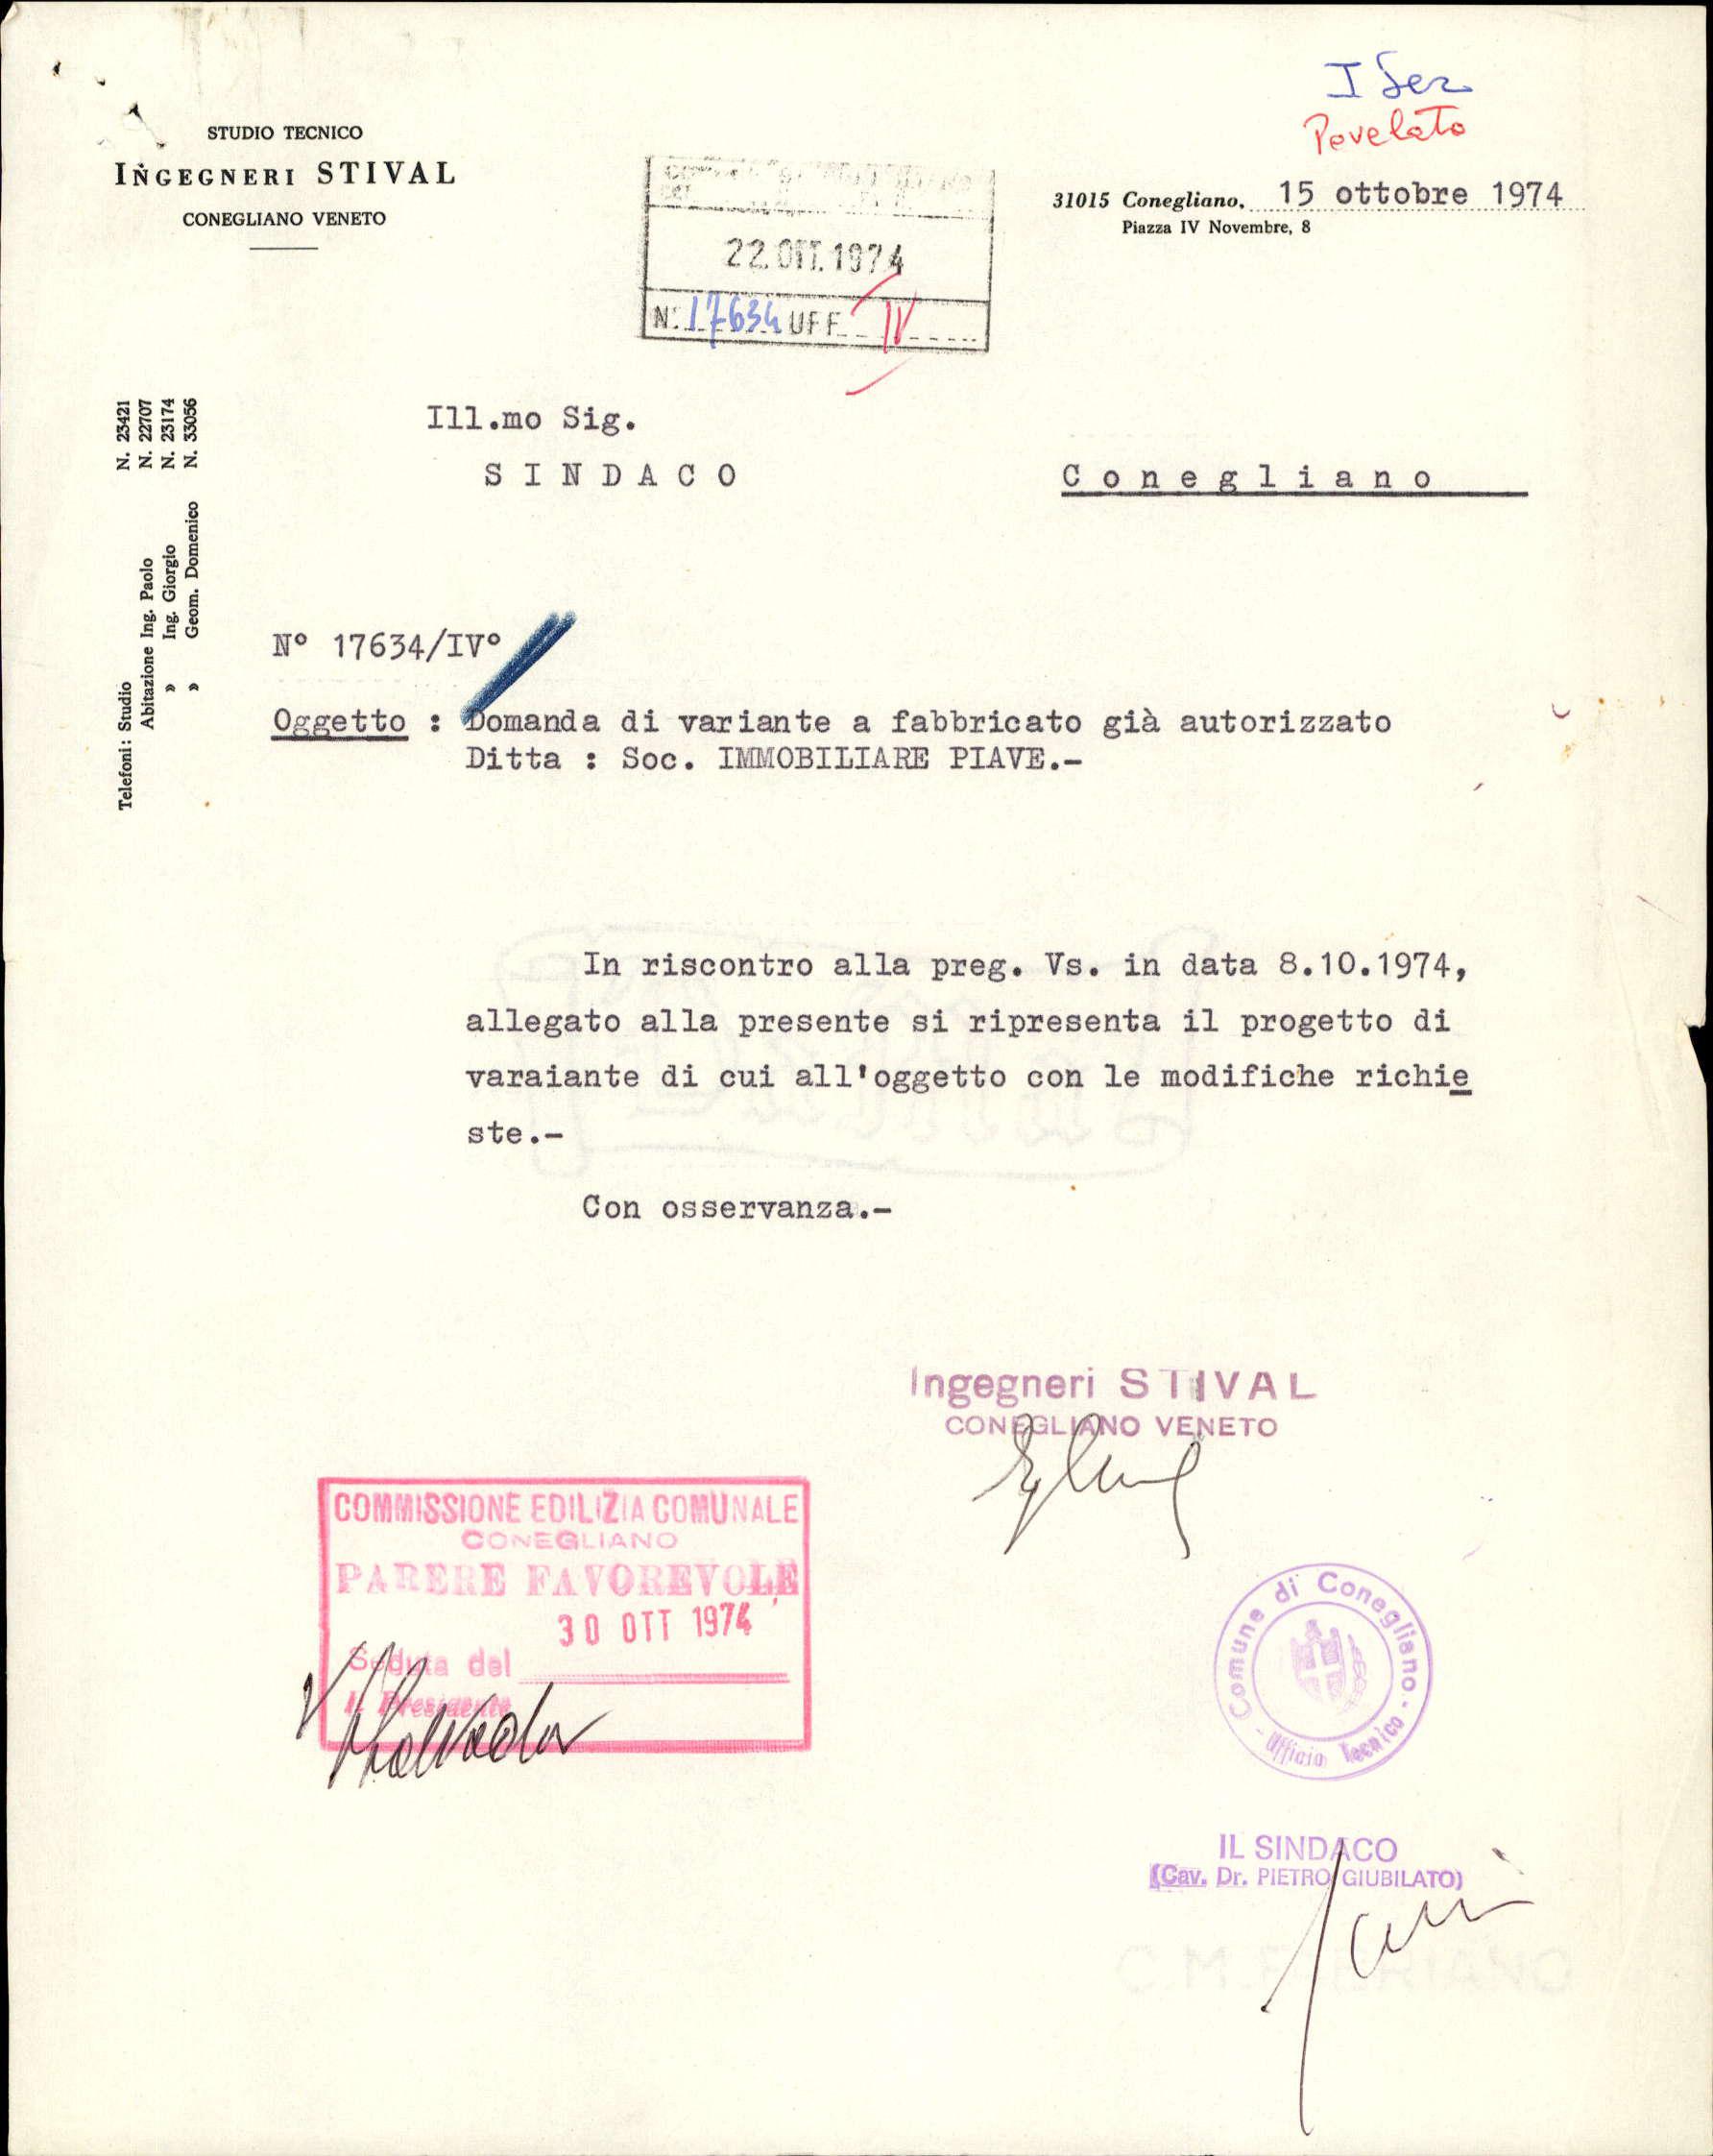 I Sez
Povelato
STUDIO TECNICO
INGEGNERI STIVAL
CONEGLIANO VENETO
31015 Conegliano, 15 ottobre 1974
Piazza IV Novembre, 8
22.OTT.1974
N. 17634 UFF. IV
Telefoni: Studio N. 23421
Abitazione Ing. Paolo N. 22707
» Ing. Giorgio N. 23174
» Geom. Domenico N. 33056
Ill.mo Sig.
SINDACO
Conegliano
N° 17634/IV°
Oggetto : Domanda di variante a fabbricato già autorizzato
Ditta : Soc. IMMOBILIARE PIAVE.-
In riscontro alla preg. Vs. in data 8.10.1974,
allegato alla presente si ripresenta il progetto di
varaiante di cui all'oggetto con le modifiche richie
ste.-
Con osservanza.-
Ingegneri STIVAL
CONEGLIANO VENETO
COMMISSIONE EDILIZIA COMUNALE
CONEGLIANO
PARERE FAVOREVOLE
30 OTT 1974
Seduta del
Il Presidente
Comune di Conegliano - Ufficio Tecnico -
IL SINDACO
(Cav. Dr. PIETRO GIUBILATO)